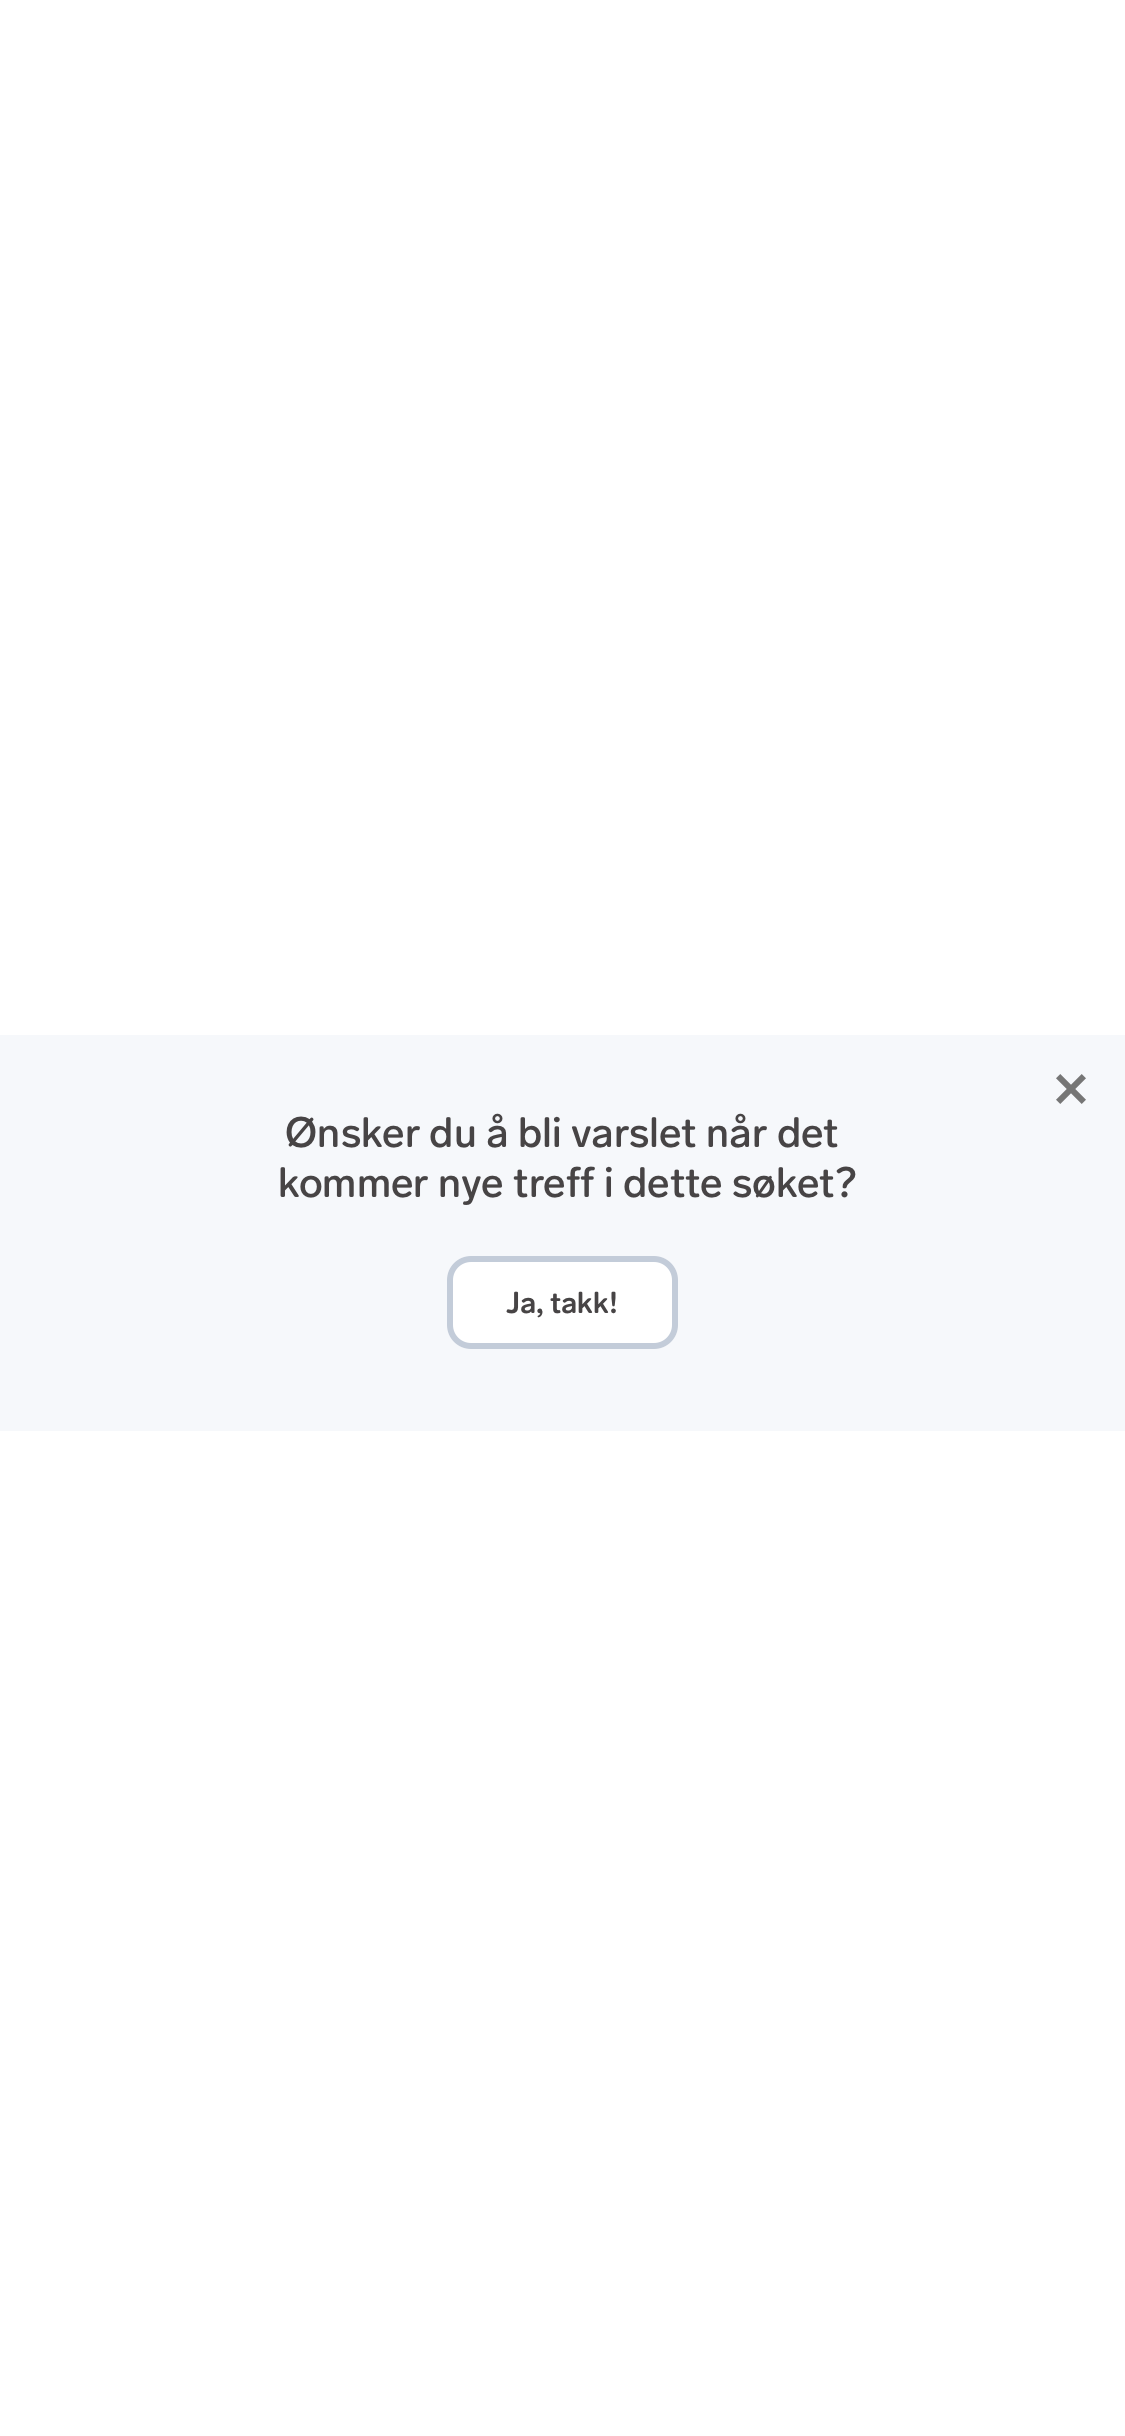 Ønsker du å bli varslet når det
kommer nye treff i dette søket?
Ja, takk!